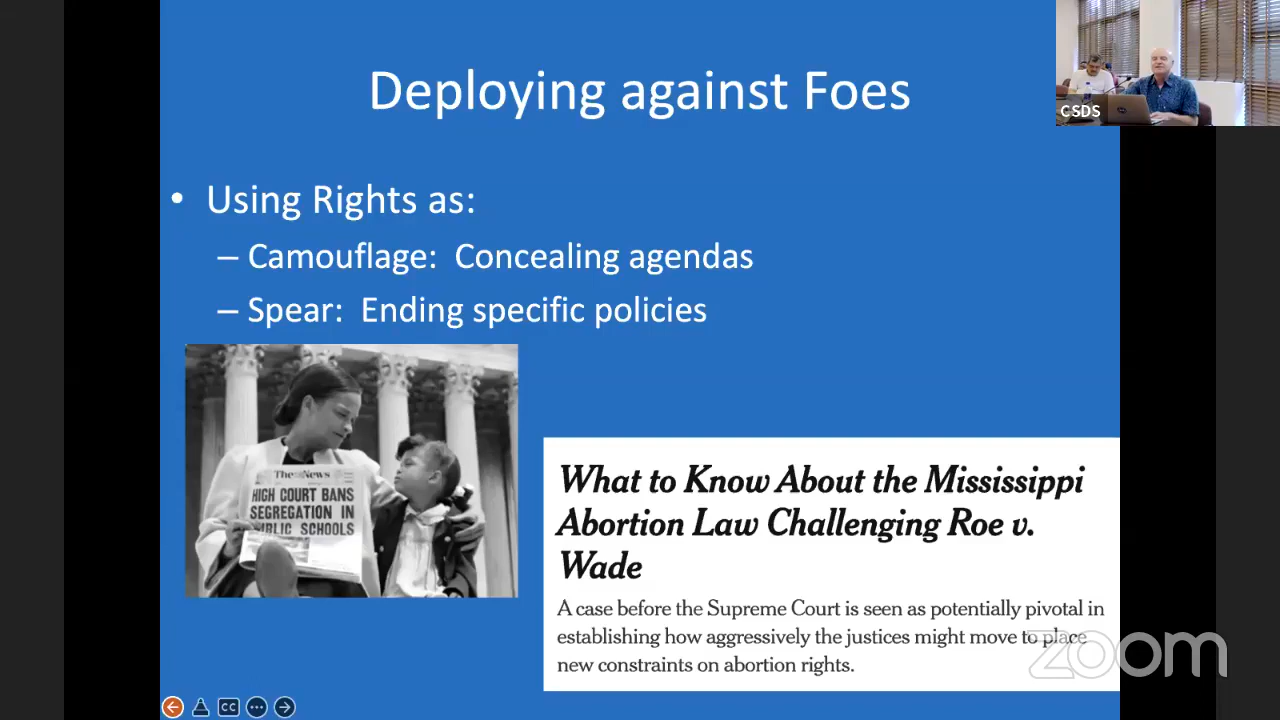 Deploying against Foes
CSDS
• Using Rights as:
– Camouflage: Concealing agendas
– Spear: Ending specific policies
The News
HIGH COURT BANS
SEGREGATION IN
PUBLIC SCHOOLS
What to Know About the Mississippi
Abortion Law Challenging Roe v.
Wade
A case before the Supreme Court is seen as potentially pivotal in
establishing how aggressively the justices might move to place
new constraints on abortion rights.
zoom
CC